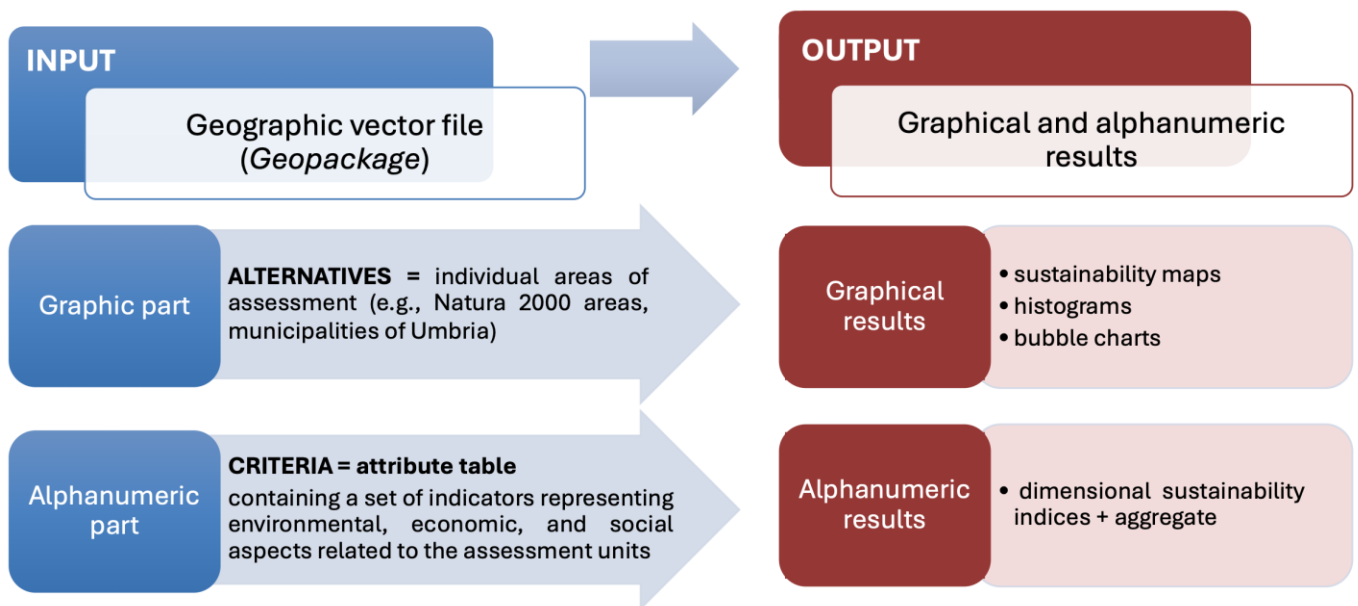 INPUT
Geographic vector file
(Geopackage)
OUTPUT
Graphical and alphanumeric
results
Graphic part
ALTERNATIVES = individual areas of
assessment (e.g., Natura 2000 areas,
municipalities of Umbria)
Graphical
results
• sustainability maps
• histograms
• bubble charts
Alphanumeric
part
CRITERIA = attribute table
containing a set of indicators representing
environmental, economic, and social
aspects related to the assessment units
Alphanumeric
results
• dimensional sustainability
indices + aggregate